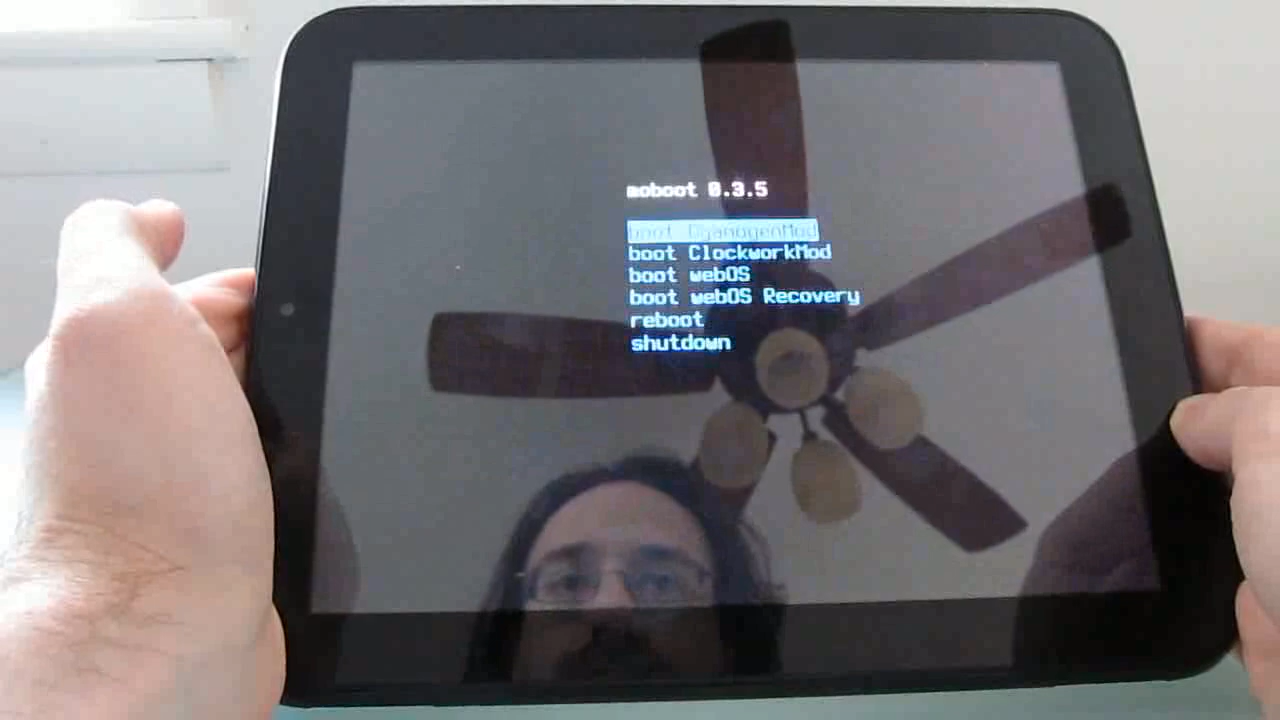 moboot 0.3.5
boot CyanogenMod
boot ClockworkMod
boot webOS
boot webOS Recovery
reboot
shutdown